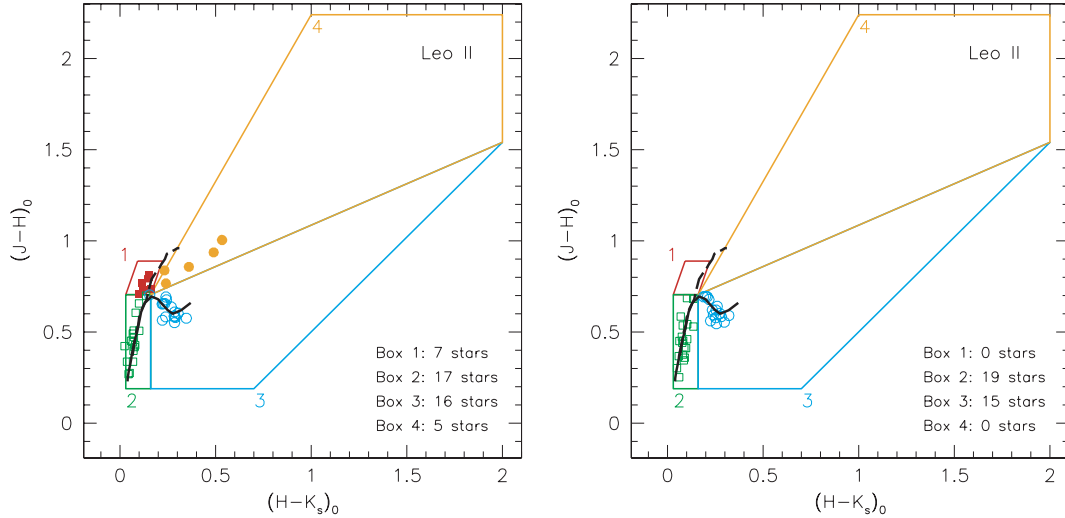 4
Leo II
1
2
3
Box 1: 7 stars
Box 2: 17 stars
Box 3: 16 stars
Box 4: 5 stars
0
0.5
1
1.5
2
0
0.5
1
1.5
2
(J−H)₀
(H−Kₛ)₀
4
Leo II
1
2
3
Box 1: 0 stars
Box 2: 19 stars
Box 3: 15 stars
Box 4: 0 stars
0
0.5
1
1.5
2
0
0.5
1
1.5
2
(J−H)₀
(H−Kₛ)₀